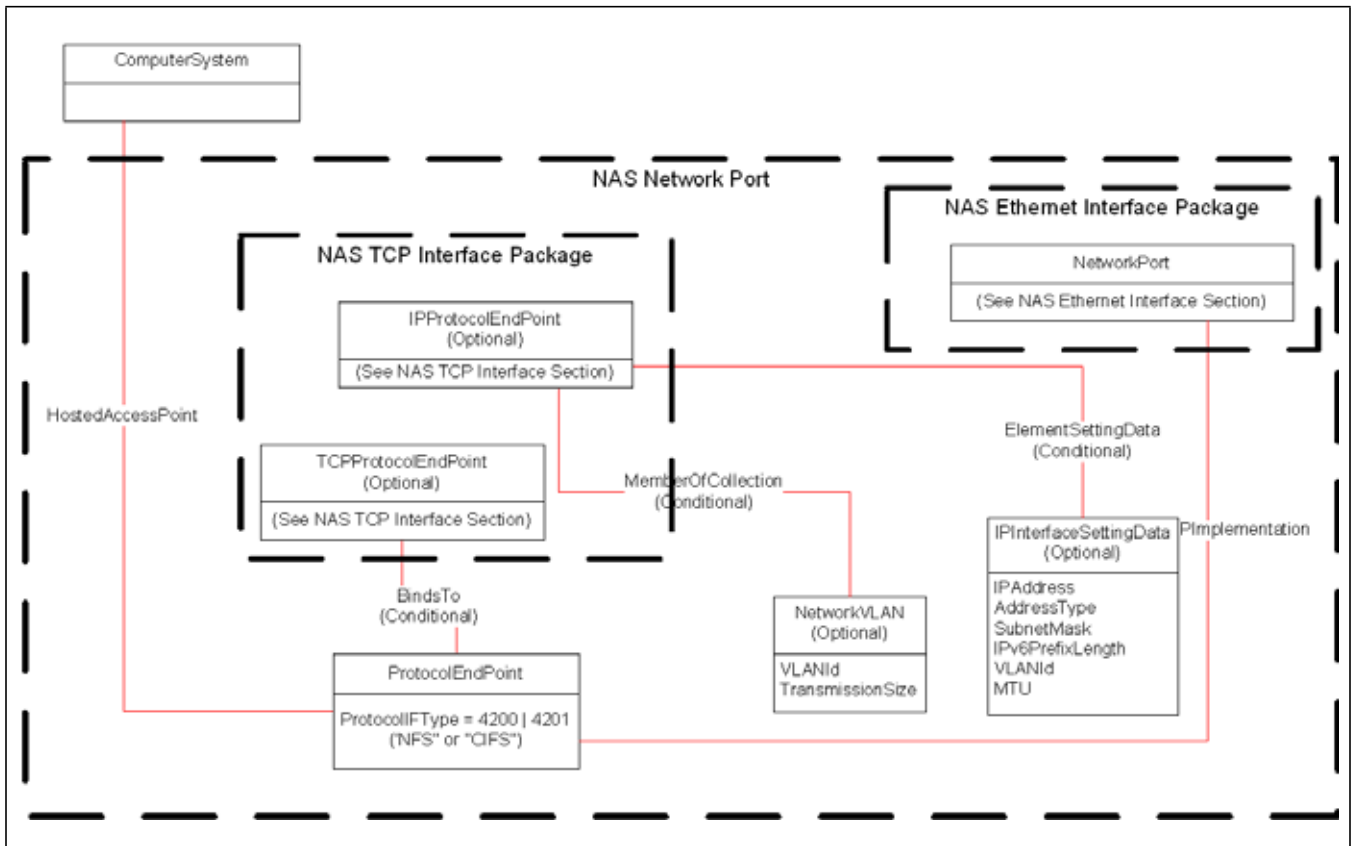 ComputerSystem
NAS Network Port
NAS Ethernet Interface Package
NetworkPort
(See NAS Ethernet Interface Section)
NAS TCP Interface Package
IPProtocolEndPoint
(Optional)
(See NAS TCP Interface Section)
HostedAccessPoint
ElementSettingData
(Conditional)
TCPProtocolEndPoint
(Optional)
(See NAS TCP Interface Section)
MemberOfCollection
(Conditional)
IPInterfaceSettingData
(Optional)
IPAddress
AddressType
SubnetMask
IPv6PrefixLength
VLANId
MTU
PImplementation
BindsTo
(Conditional)
NetworkVLAN
(Optional)
VLANId
TransmissionSize
ProtocolEndPoint
ProtocolIFType = 4200 | 4201
("NFS" or "CIFS")